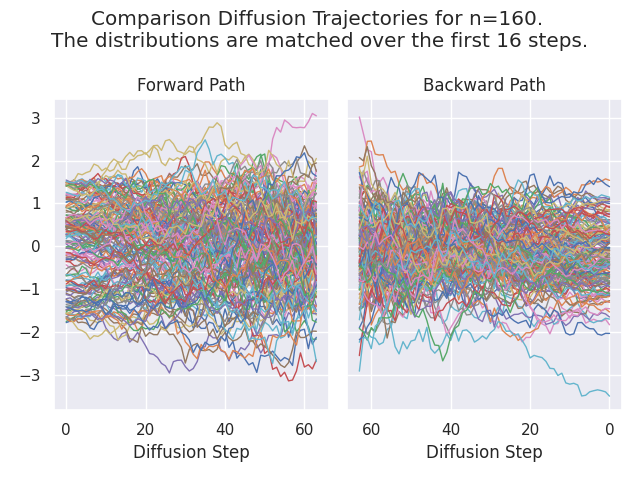 Comparison Diffusion Trajectories for n=160.
The distributions are matched over the first 16 steps.
Forward Path
Backward Path
3
2
1
0
−1
−2
−3
0 20 40 60
60 40 20 0
Diffusion Step
Diffusion Step